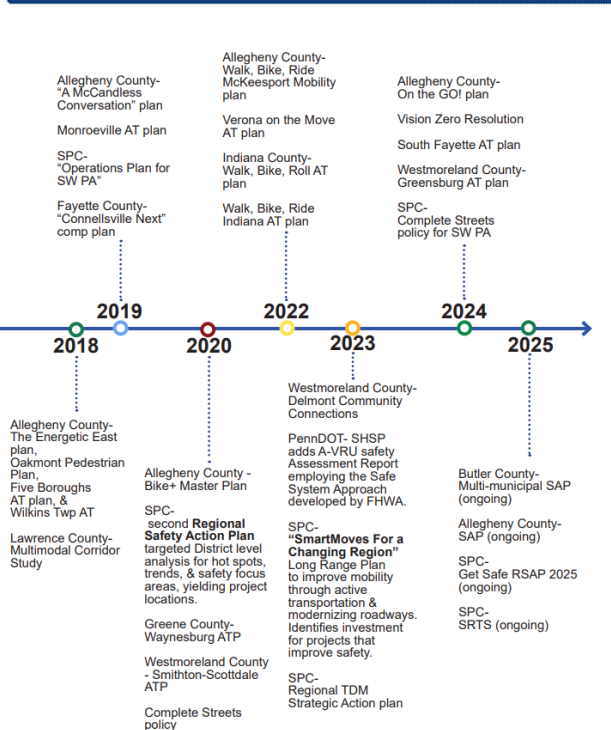 Allegheny County-
“A McCandless
Conversation” plan
Monroeville AT plan
SPC-
“Operations Plan for
SW PA”
Fayette County-
“Connellsville Next”
comp plan
Allegheny County-
Walk, Bike, Ride
McKeesport Mobility
plan
Verona on the Move
AT plan
Indiana County-
Walk, Bike, Roll AT
plan
Walk, Bike, Ride
Indiana AT plan
Allegheny County-
On the GO! plan
Vision Zero Resolution
South Fayette AT plan
Westmoreland County-
Greensburg AT plan
SPC-
Complete Streets
policy for SW PA
2019
2022
2024
2018
2020
2023
2025
Allegheny County-
The Energetic East
plan,
Oakmont Pedestrian
Plan,
Five Boroughs
AT plan, &
Wilkins Twp AT
Lawrence County-
Multimodal Corridor
Study
Allegheny County -
Bike+ Master Plan
SPC-
second Regional
Safety Action Plan
targeted District level
analysis for hot spots,
trends, & safety focus
areas, yielding project
locations.
Greene County-
Waynesburg ATP
Westmoreland County
- Smithton-Scottdale
ATP
Complete Streets
policy
Westmoreland County-
Delmont Community
Connections
PennDOT- SHSP
adds A-VRU safety
Assessment Report
employing the Safe
System Approach
developed by FHWA.
SPC-
“SmartMoves For a
Changing Region”
Long Range Plan
to improve mobility
through active
transportation &
modernizing roadways.
Identifies investment
for projects that
improve safety.
SPC-
Regional TDM
Strategic Action plan
Butler County-
Multi-municipal SAP
(ongoing)
Allegheny County-
SAP (ongoing)
SPC-
Get Safe RSAP 2025
(ongoing)
SPC-
SRTS (ongoing)